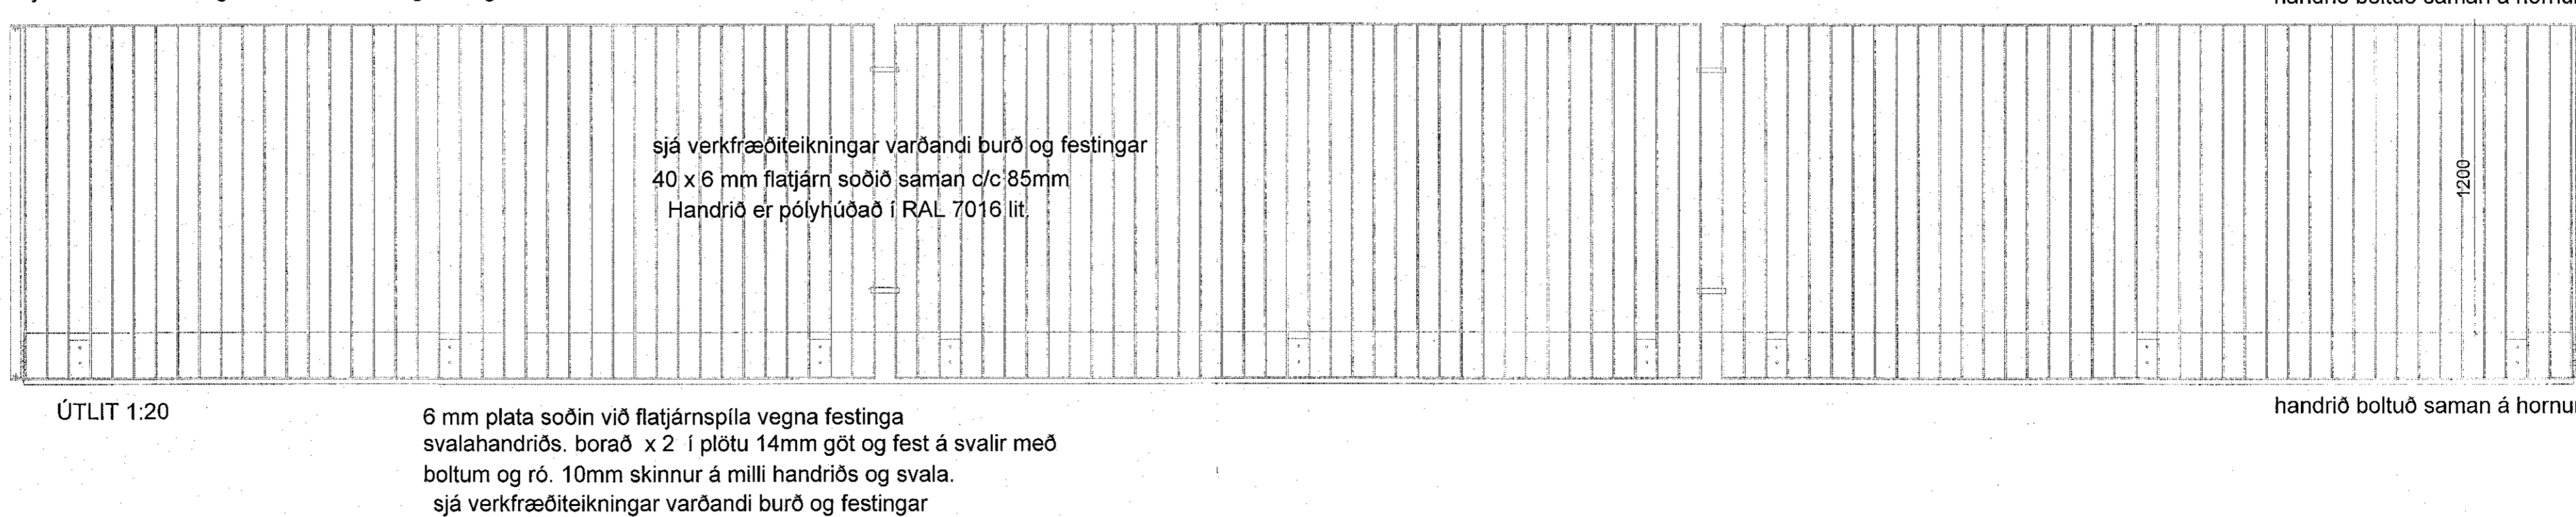 handrið boltuð saman á
sjá verkfræðiteikningar varðandi burð og festingar
40 x 6 mm flatjárn soðið saman c/c 85mm
Handrið er pólyhúðað í RAL 7016 lit.
1200
ÚTLIT 1:20
6 mm plata soðin við flatjárnspíla vegna festinga
svalahandriðs. borað x 2 í plötu 14mm göt og fest á svalir með
boltum og ró. 10mm skinnur á milli handriðs og svala.
sjá verkfræðiteikningar varðandi burð og festingar
handrið boltuð saman á